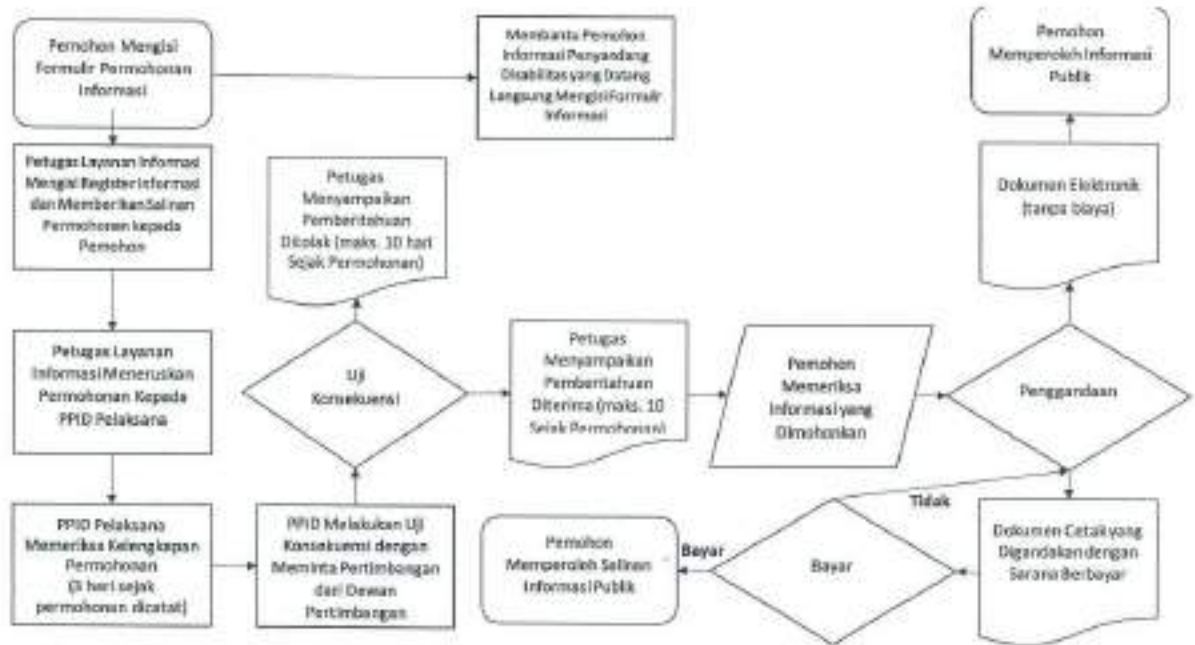 Pemohon Mengisi
Formulir Permohonan
Informasi
Membantu Pemohon
Informasi Penyandang
Disabilitas yang Datang
Langsung Mengisi Formulir
Informasi
Petugas Layanan Informasi
Mengisi Register Informasi
dan Memberikan Salinan
Permohonan kepada
Pemohon
Petugas Layanan
Informasi Meneruskan
Permohonan Kepada
PPID Pelaksana
PPID Pelaksana
Memeriksa Kelengkapan
Permohonan
(3 hari sejak
permohonan dicatat)
PPID Melakukan Uji
Konsekuensi dengan
Meminta Pertimbangan
dari Dewan
Pertimbangan
Uji
Konsekuensi
Petugas
Menyampaikan
Pemberitahuan
Ditolak (maks. 10 hari
Sejak Permohonan)
Petugas
Menyampaikan
Pemberitahuan
Diterima (maks. 10
Sejak Permohonan)
Pemohon
Memeriksa
Informasi yang
Dimohonkan
Penggandaan
Dokumen Elektronik
(tanpa biaya)
Pemohon
Memperoleh Informasi
Publik
Dokumen Cetak yang
Digandakan dengan
Sarana Berbayar
Tidak
Bayar
Bayar
Pemohon
Memperoleh Salinan
Informasi Publik